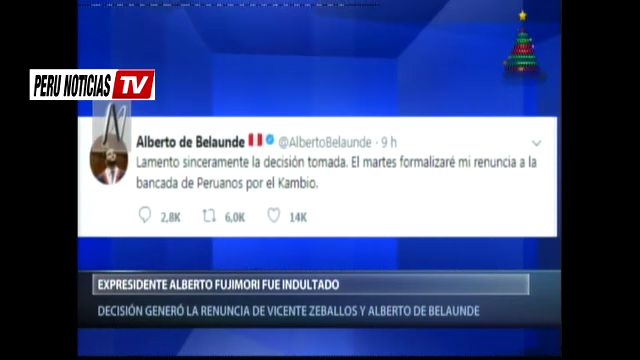 PERU NOTICIAS TV
Alberto de Belaunde @AlbertoBelaunde · 9 h
Lamento sinceramente la decisión tomada. El martes formalizaré mi renuncia a la
bancada de Peruanos por el Kambio.
2,8K 6,0K 14K
EXPRESIDENTE ALBERTO FUJIMORI FUE INDULTADO
DECISIÓN GENERÓ LA RENUNCIA DE VICENTE ZEBALLOS Y ALBERTO DE BELAUNDE